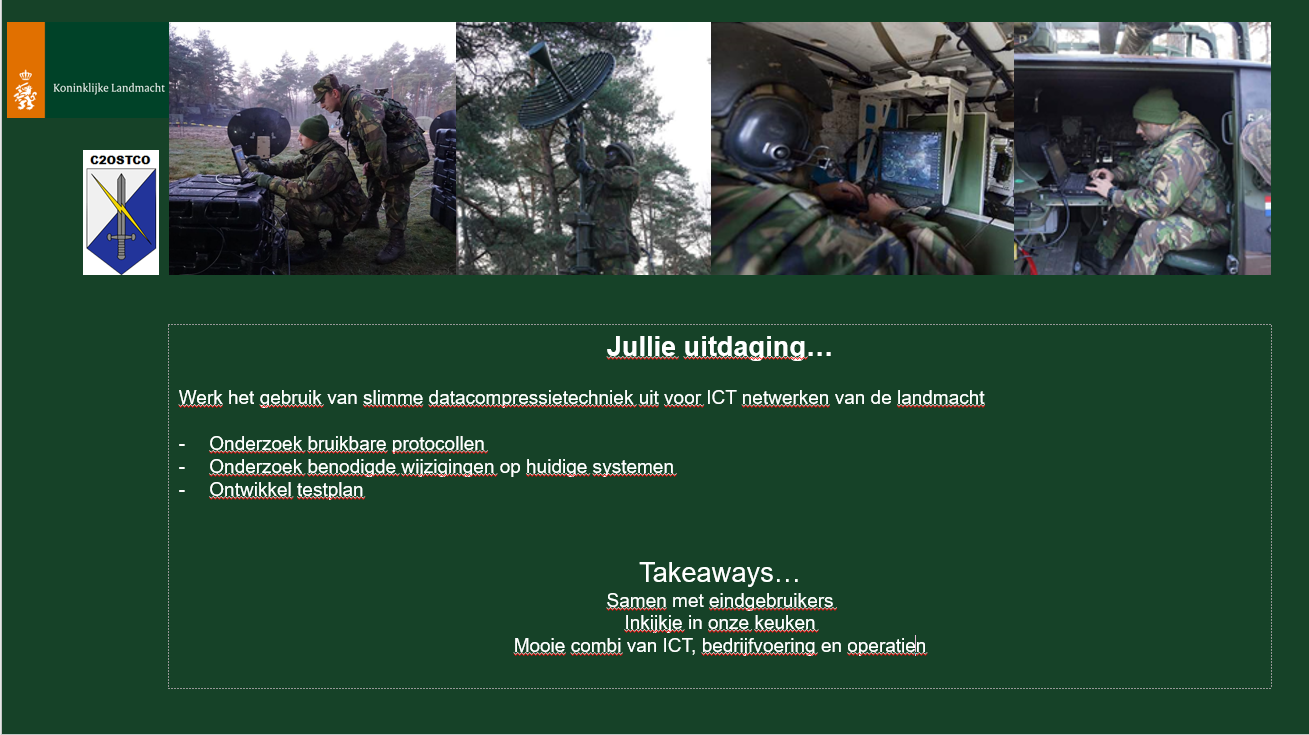 Koninklijke Landmacht
C2OSTCO
Jullie uitdaging...
Werk het gebruik van slimme datacompressietechniek uit voor ICT netwerken van de landmacht
- Onderzoek bruikbare protocollen
- Onderzoek benodigde wijzigingen op huidige systemen
- Ontwikkel testplan
Takeaways...
Samen met eindgebruikers
Inkijkje in onze keuken
Mooie combi van ICT, bedrijfvoering en operatien